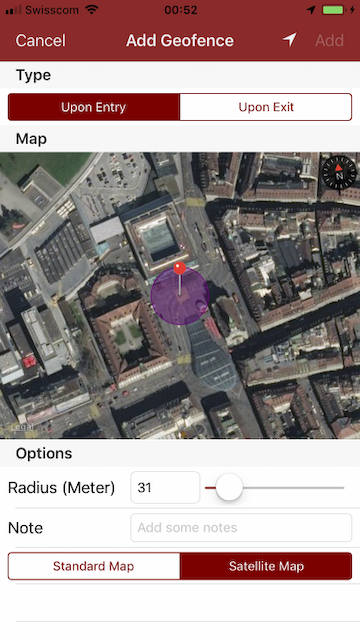 Swisscom 00:52
Cancel Add Geofence Add
Type
Upon Entry Upon Exit
Map
N
Legal
Options
Radius (Meter) 31
Note Add some notes
Standard Map Satellite Map